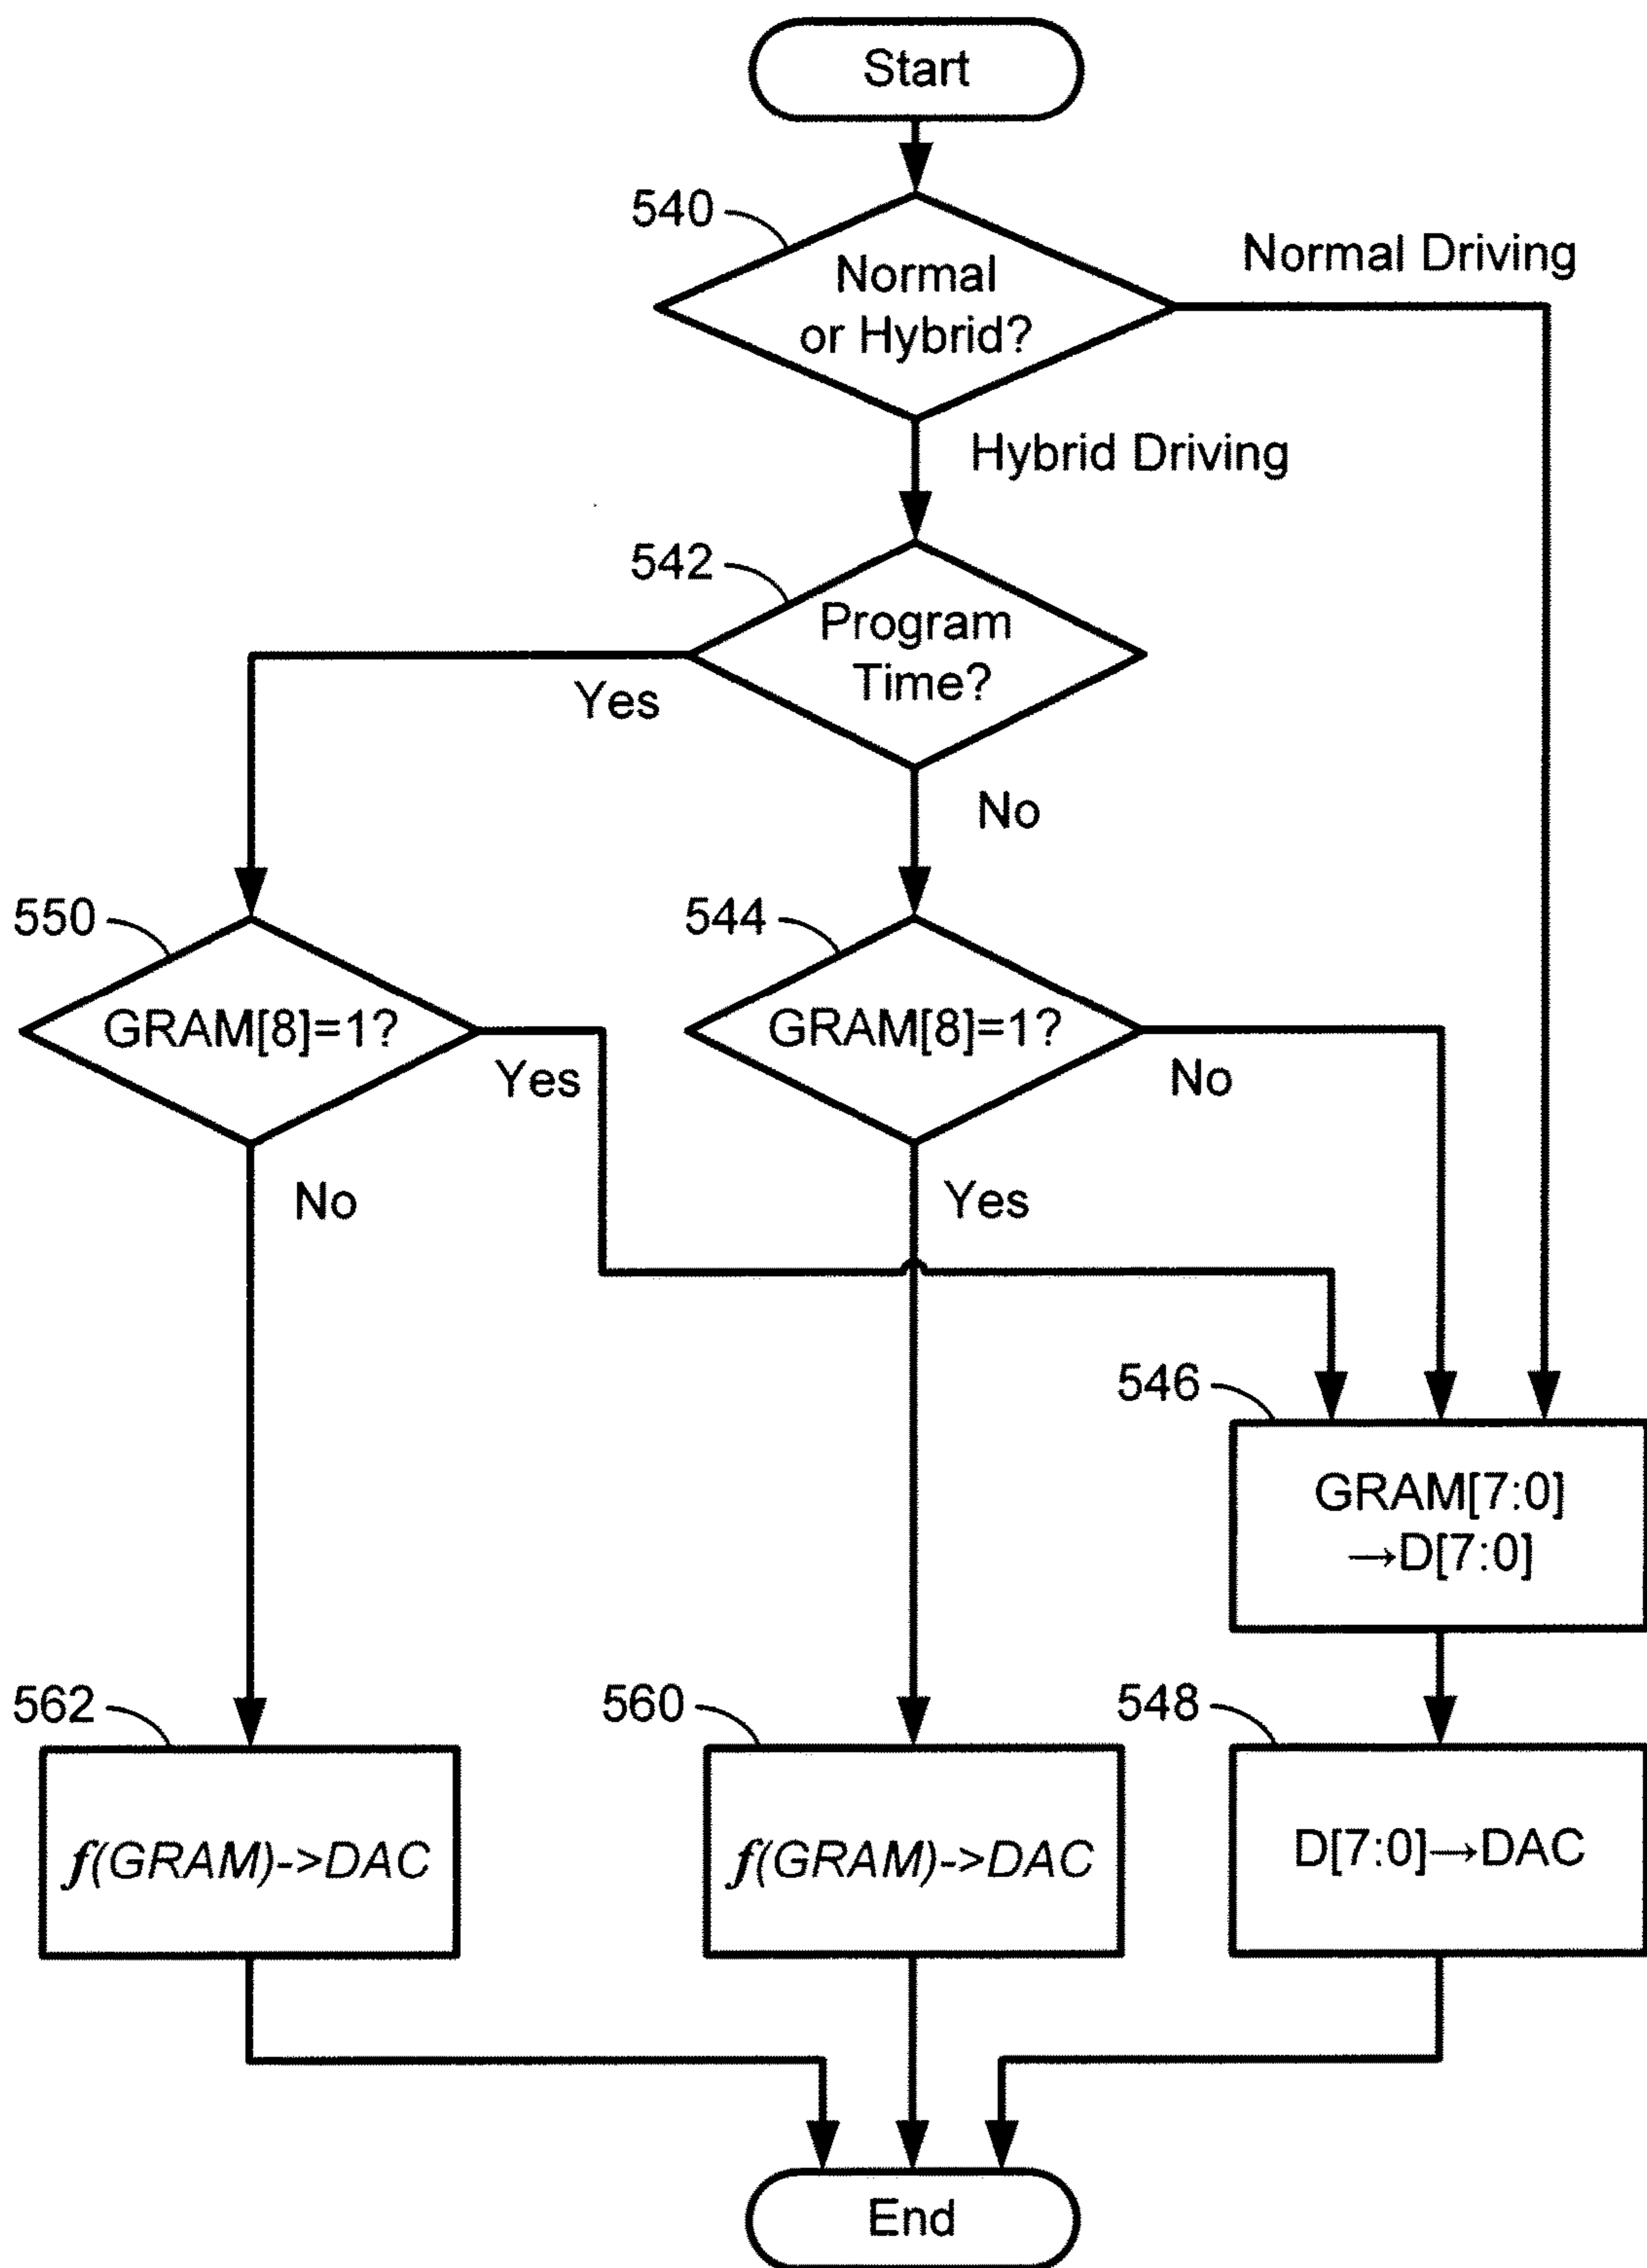 Start
540
Normal
or Hybrid?
Normal Driving
Hybrid Driving
542
Program
Time?
Yes
No
550
GRAM[8]=1?
Yes
No
544
GRAM[8]=1?
No
Yes
546
GRAM[7:0]
→D[7:0]
562
f(GRAM)->DAC
560
f(GRAM)->DAC
548
D[7:0]→DAC
End